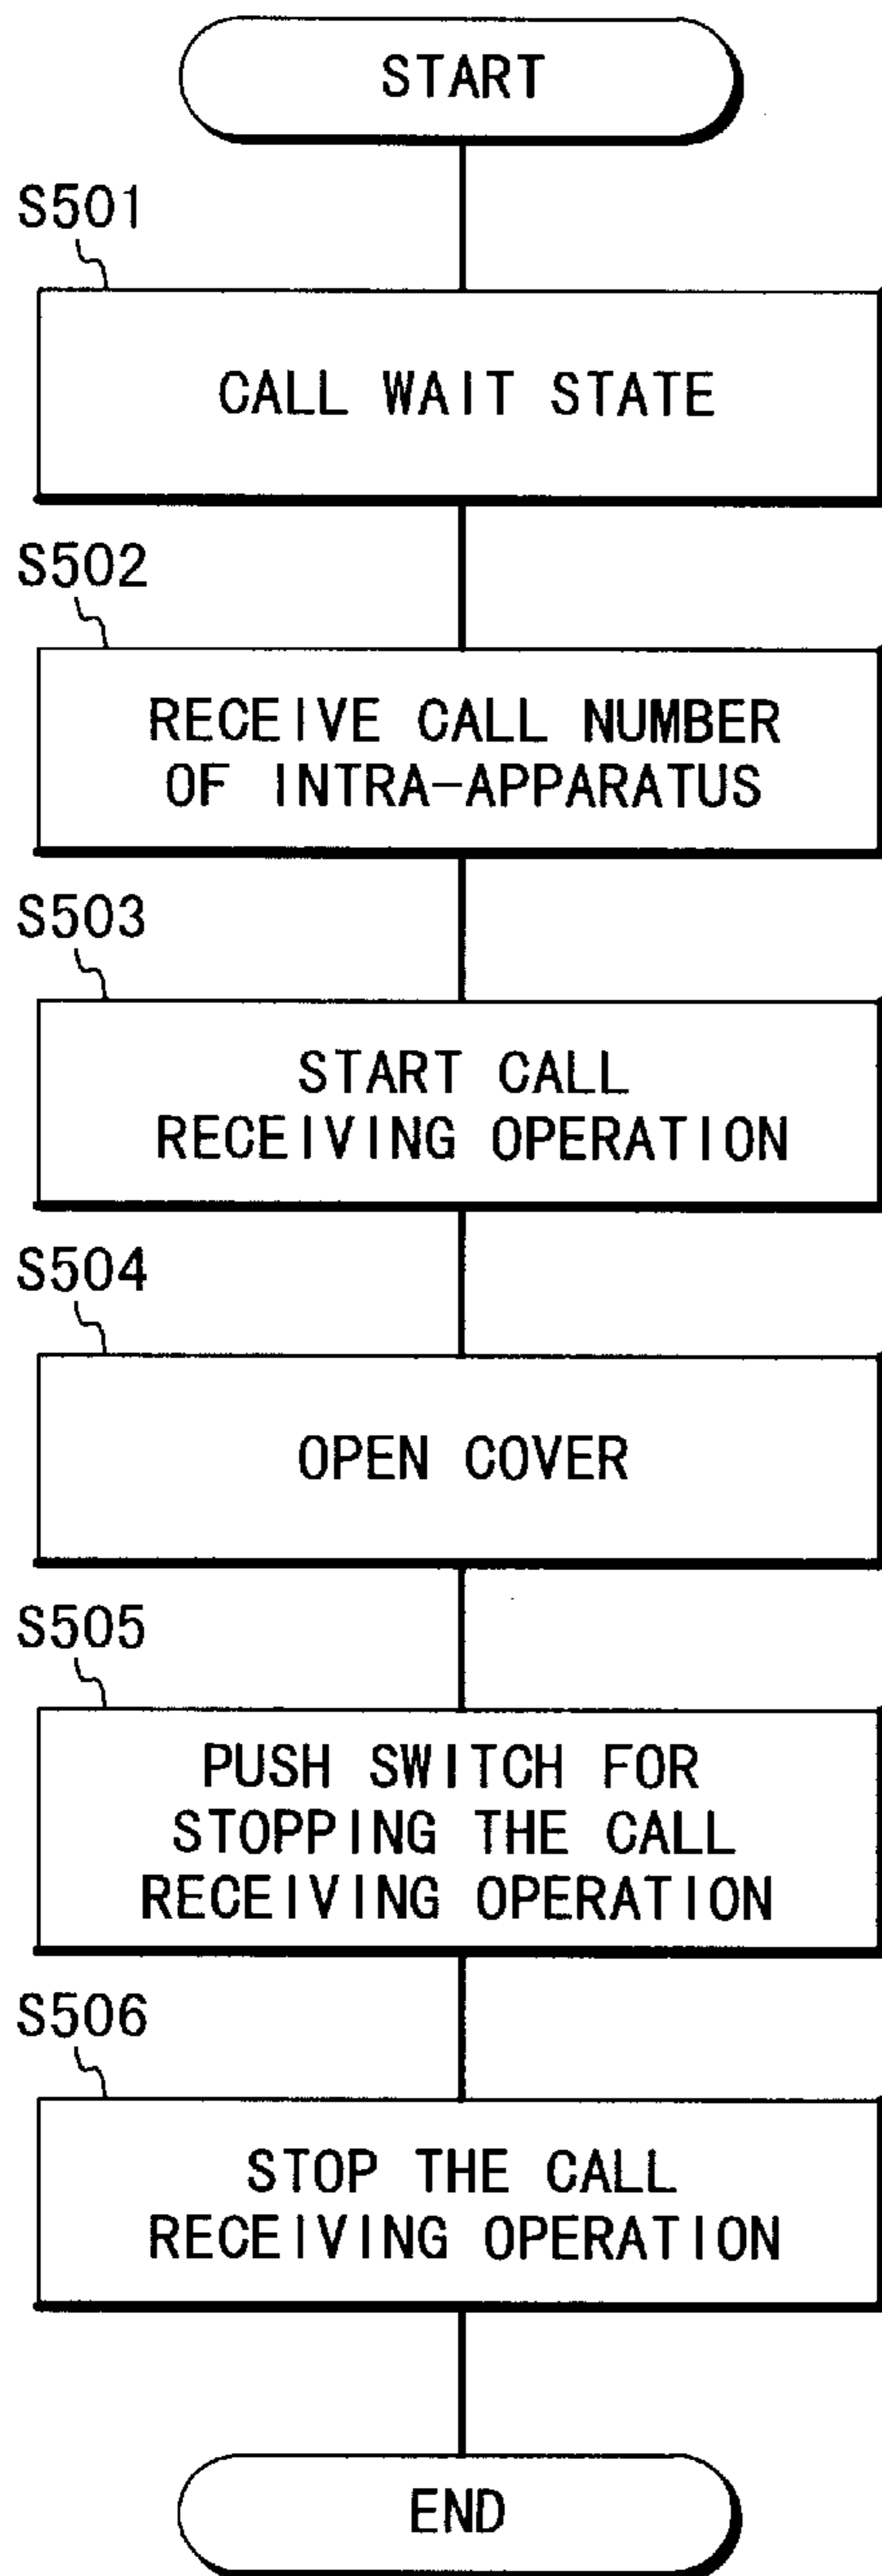 START
S501
CALL WAIT STATE
S502
RECEIVE CALL NUMBER
OF INTRA-APPARATUS
S503
START CALL
RECEIVING OPERATION
S504
OPEN COVER
S505
PUSH SWITCH FOR
STOPPING THE CALL
RECEIVING OPERATION
S506
STOP THE CALL
RECEIVING OPERATION
END